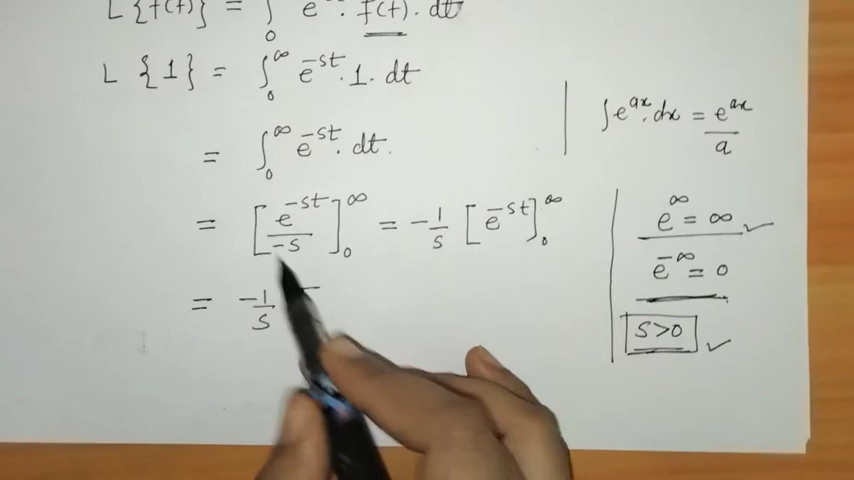 L {f(t)} = ∫₀ e⁻ˢᵗ. f(t). dt
L {1} = ∫₀^∞ e^-st. 1. dt
= ∫₀^∞ e^-st. dt.
= [e^-st / -s]₀^∞ = -1/s [e^-st]₀^∞
= -1/s
∫e^ax. dx = e^ax / a
e^∞ = ∞ ✓
e^-∞ = 0
s>0 ✓